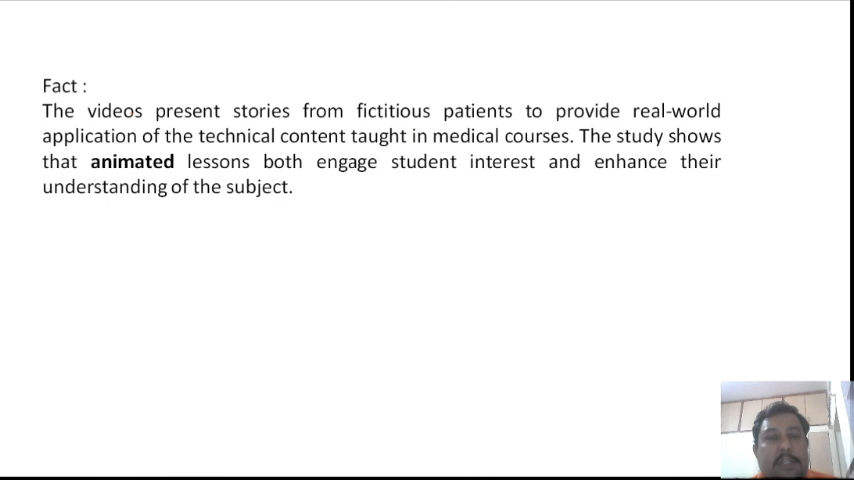 Fact :
The videos present stories from fictitious patients to provide real-world
application of the technical content taught in medical courses. The study shows
that animated lessons both engage student interest and enhance their
understanding of the subject.